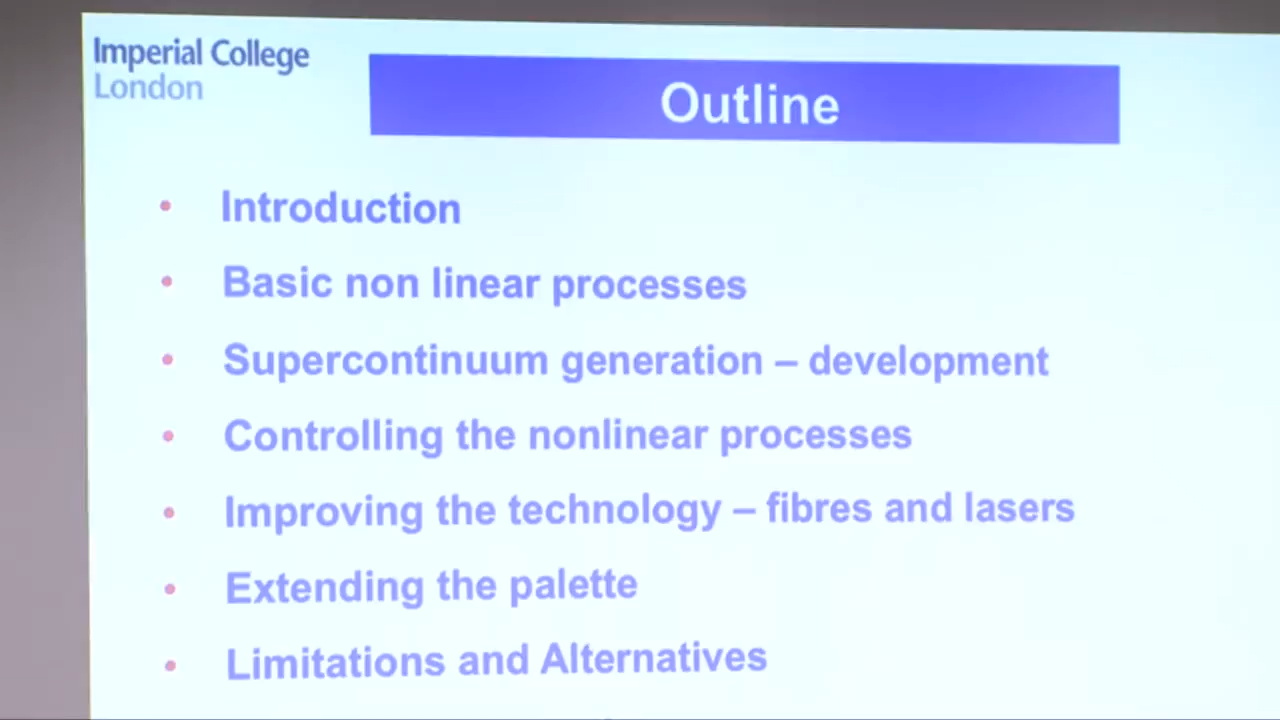 Imperial College
London
Outline
• Introduction
• Basic non linear processes
• Supercontinuum generation – development
• Controlling the nonlinear processes
• Improving the technology – fibres and lasers
• Extending the palette
• Limitations and Alternatives